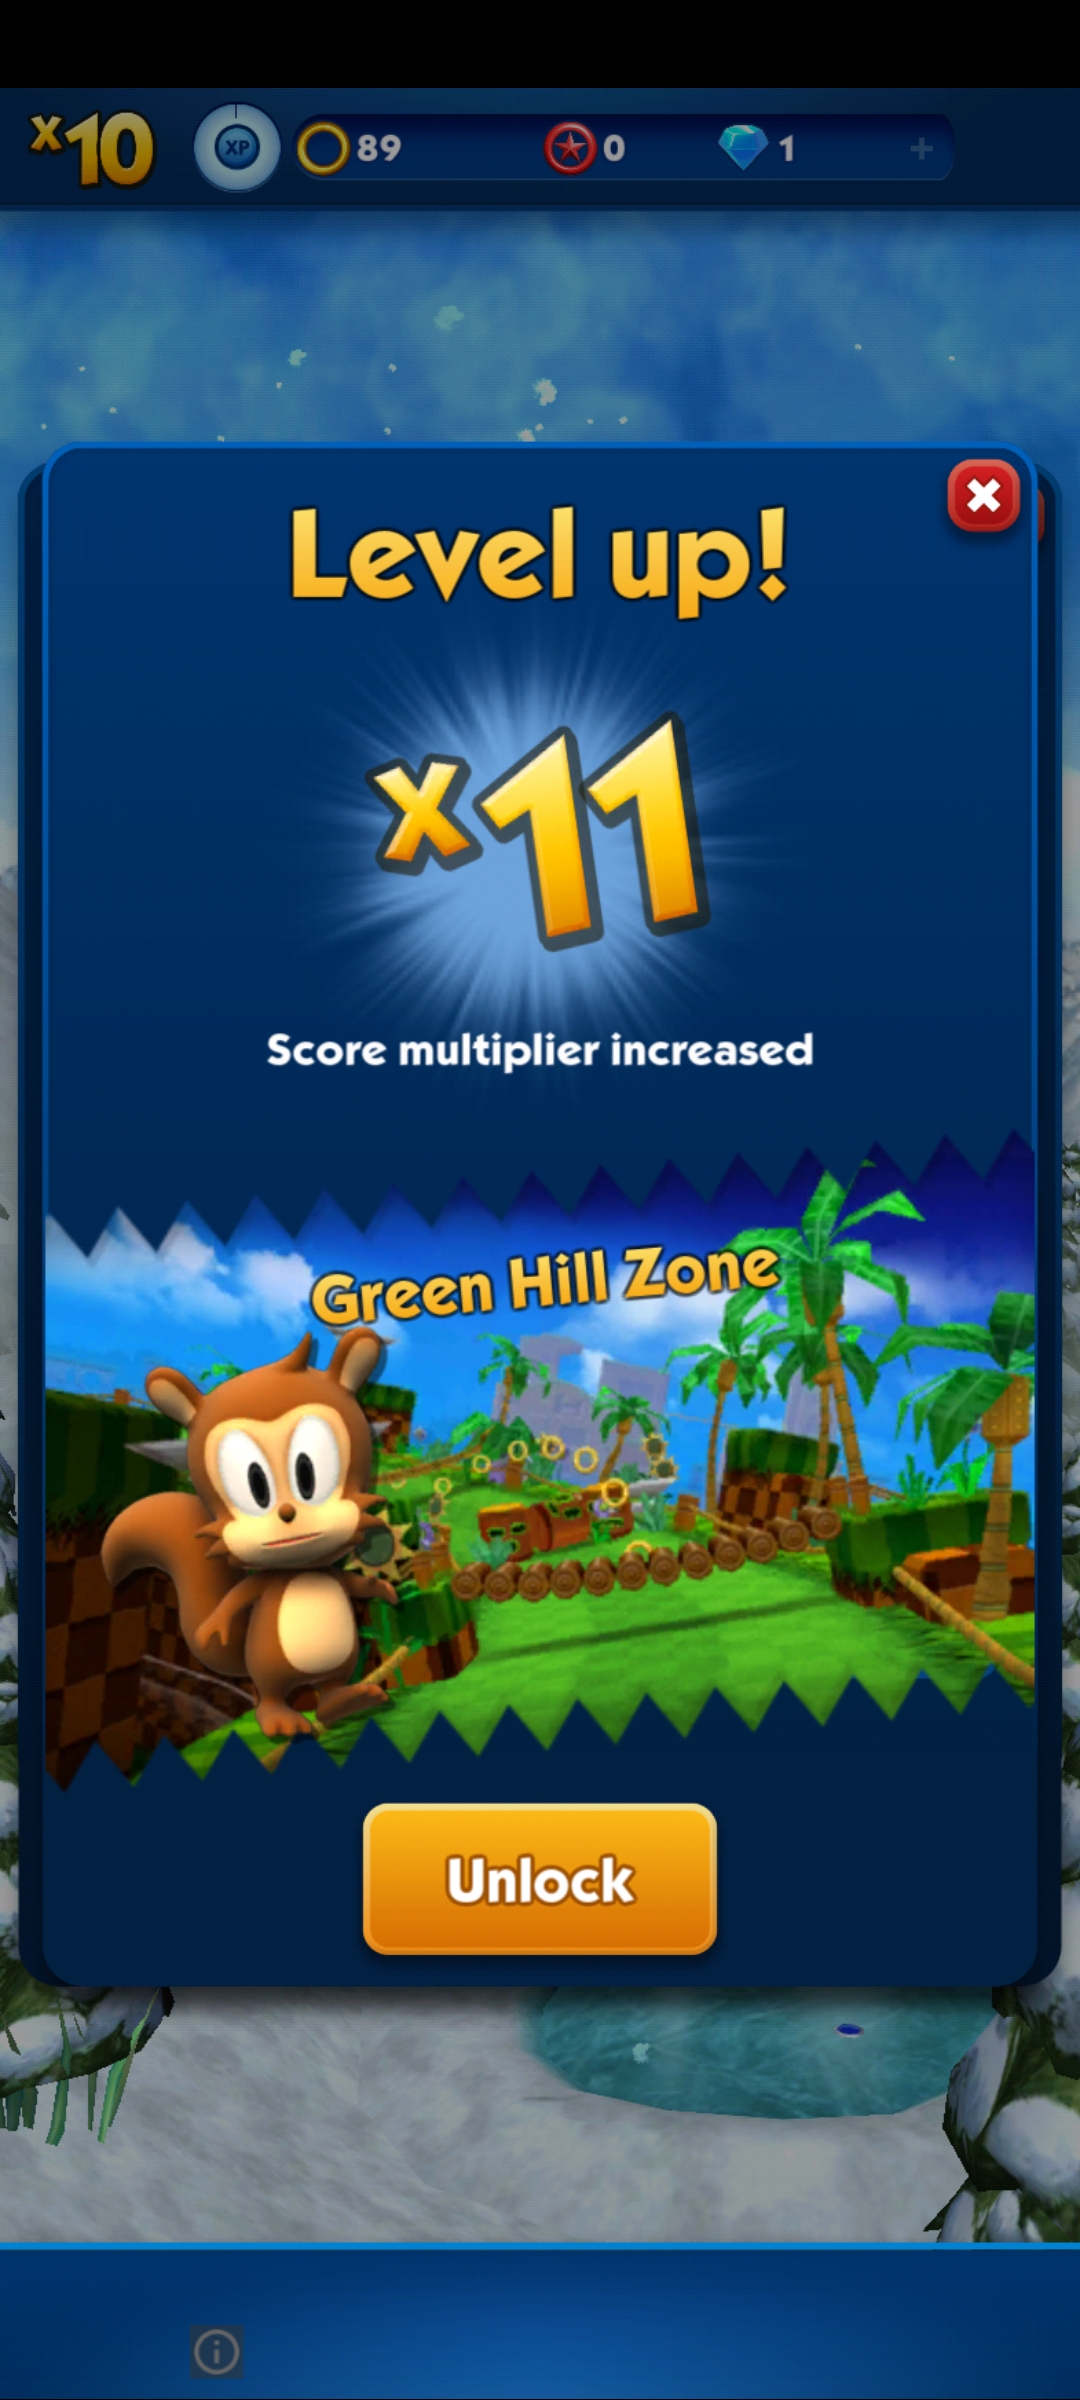 x10 XP 89 0 1 +
Level up!
x11
Score multiplier increased
Green Hill Zone
Unlock